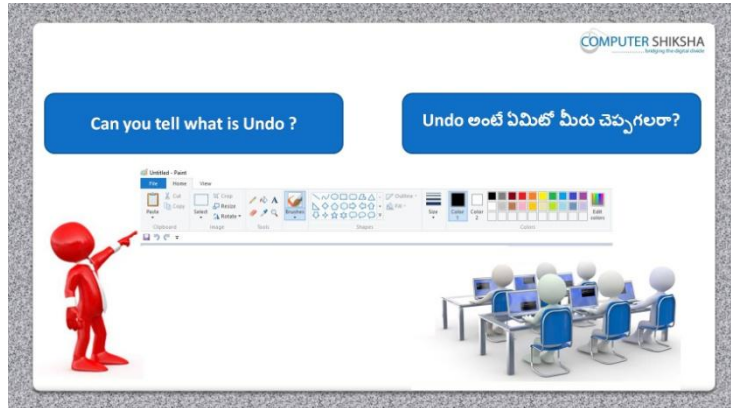 COMPUTER SHIKSHA
bridging the digital divide
Can you tell what is Undo ?
Undo అంటే ఏమిటో మీరు చెప్పగలరా?
Untitled - Paint
File Home View
Paste Cut Copy Select Crop Resize Rotate Brushes Outline Fill Size Color 1 Color 2 Edit colors
Clipboard Image Tools Shapes Colors